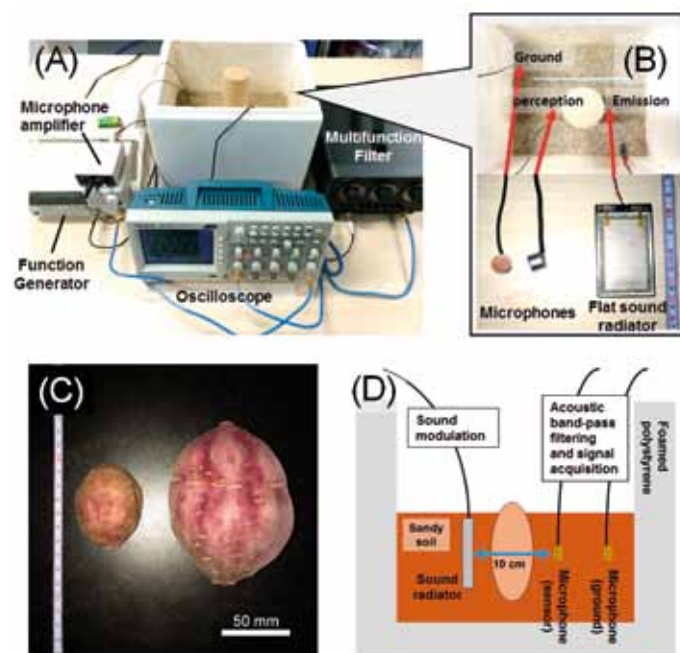 (A)
Microphone
amplifier
Multifunction
Filter
Function
Generator
Oscilloscope
(B)
Ground
perception
Emission
Microphones
Flat sound
radiator
(C)
50 mm
(D)
Sound
modulation
Acoustic
band-pass
filtering
and signal
acquisition
Foamed
polystyrene
Sandy
soil
10 cm
Sound
radiator
Microphone
(sensor)
Microphone
(ground)